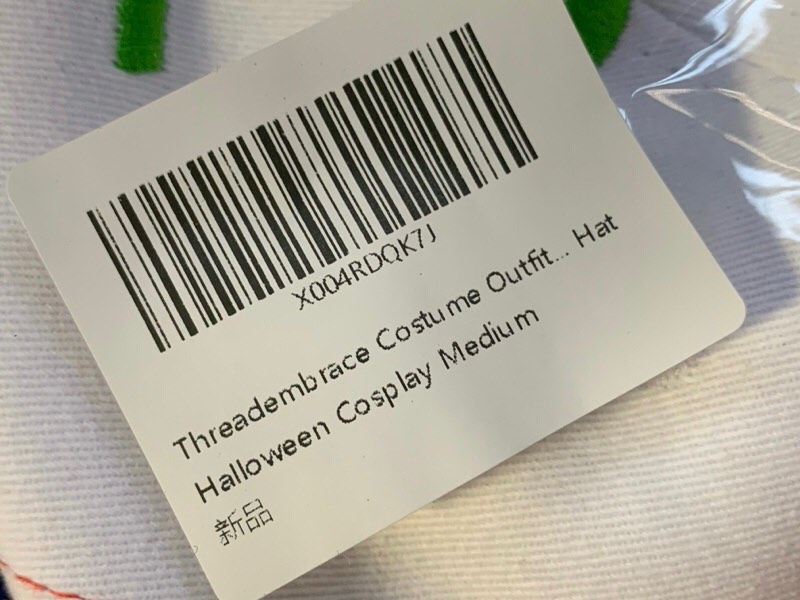 X004RDQK7J
Threadembrace Costume Outfit... Hat
Halloween Cosplay Medium
新品